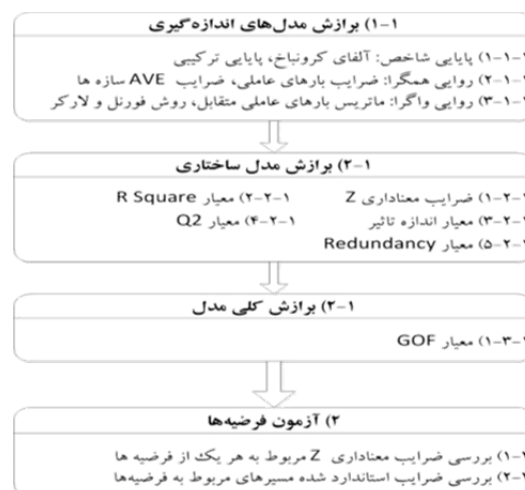 ۱-۱) برازش مدل‌های اندازه‌گیری
۱-۱-۱) پایایی شاخص: آلفای کرونباخ، پایایی ترکیبی
۲-۱-۱) روایی همگرا: ضرایب بارهای عاملی، ضرایب AVE سازه ها
۳-۱-۱) روایی واگرا: ماتریس بارهای عاملی متقابل، روش فورنل و لارکر
۲-۱) برازش مدل ساختاری
۱-۲-۱) ضرایب معناداری Z ۲-۲-۱) معیار R Square
۳-۲-۱) معیار اندازه تاثیر ۴-۲-۱) معیار Q2
۵-۲-۱) معیار Redundancy
۲-۱) برازش کلی مدل
۱-۳-۱) معیار GOF
۲) آزمون فرضیه‌ها
۱-۲) بررسی ضرایب معناداری Z مربوط به هر یک از فرضیه ها
۲-۲) بررسی ضرایب استاندارد شده مسیرهای مربوط به فرضیه‌ها